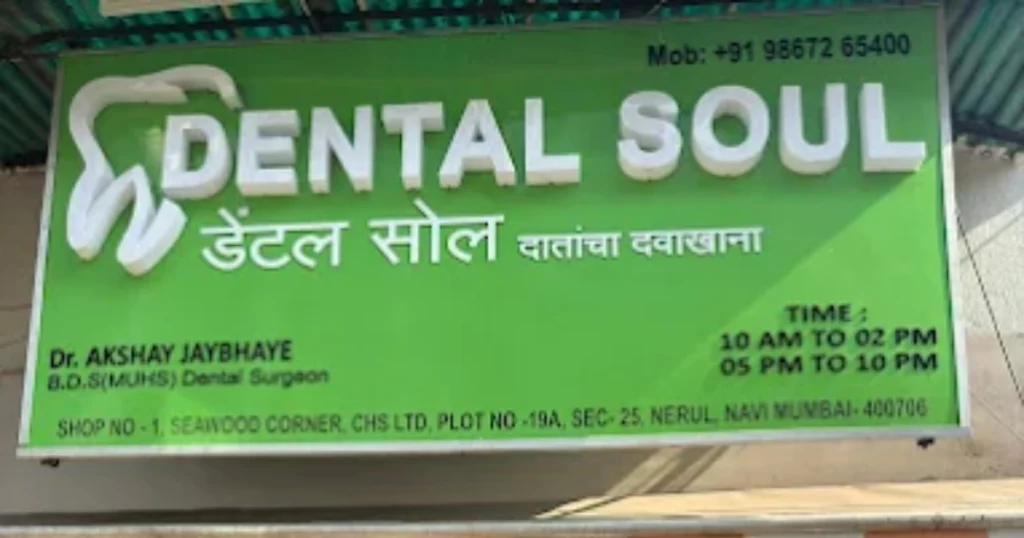 Mob: +91 98672 65400
DENTAL SOUL
डेंटल सोल दातांचा दवाखाना
Dr. AKSHAY JAYBHAYE
B.D.S(MUHS) Dental Surgeon
TIME :
10 AM TO 02 PM
05 PM TO 10 PM
SHOP NO - 1, SEAWOOD CORNER, CHS LTD, PLOT NO -19A, SEC- 25, NERUL, NAVI MUMBAI- 400706